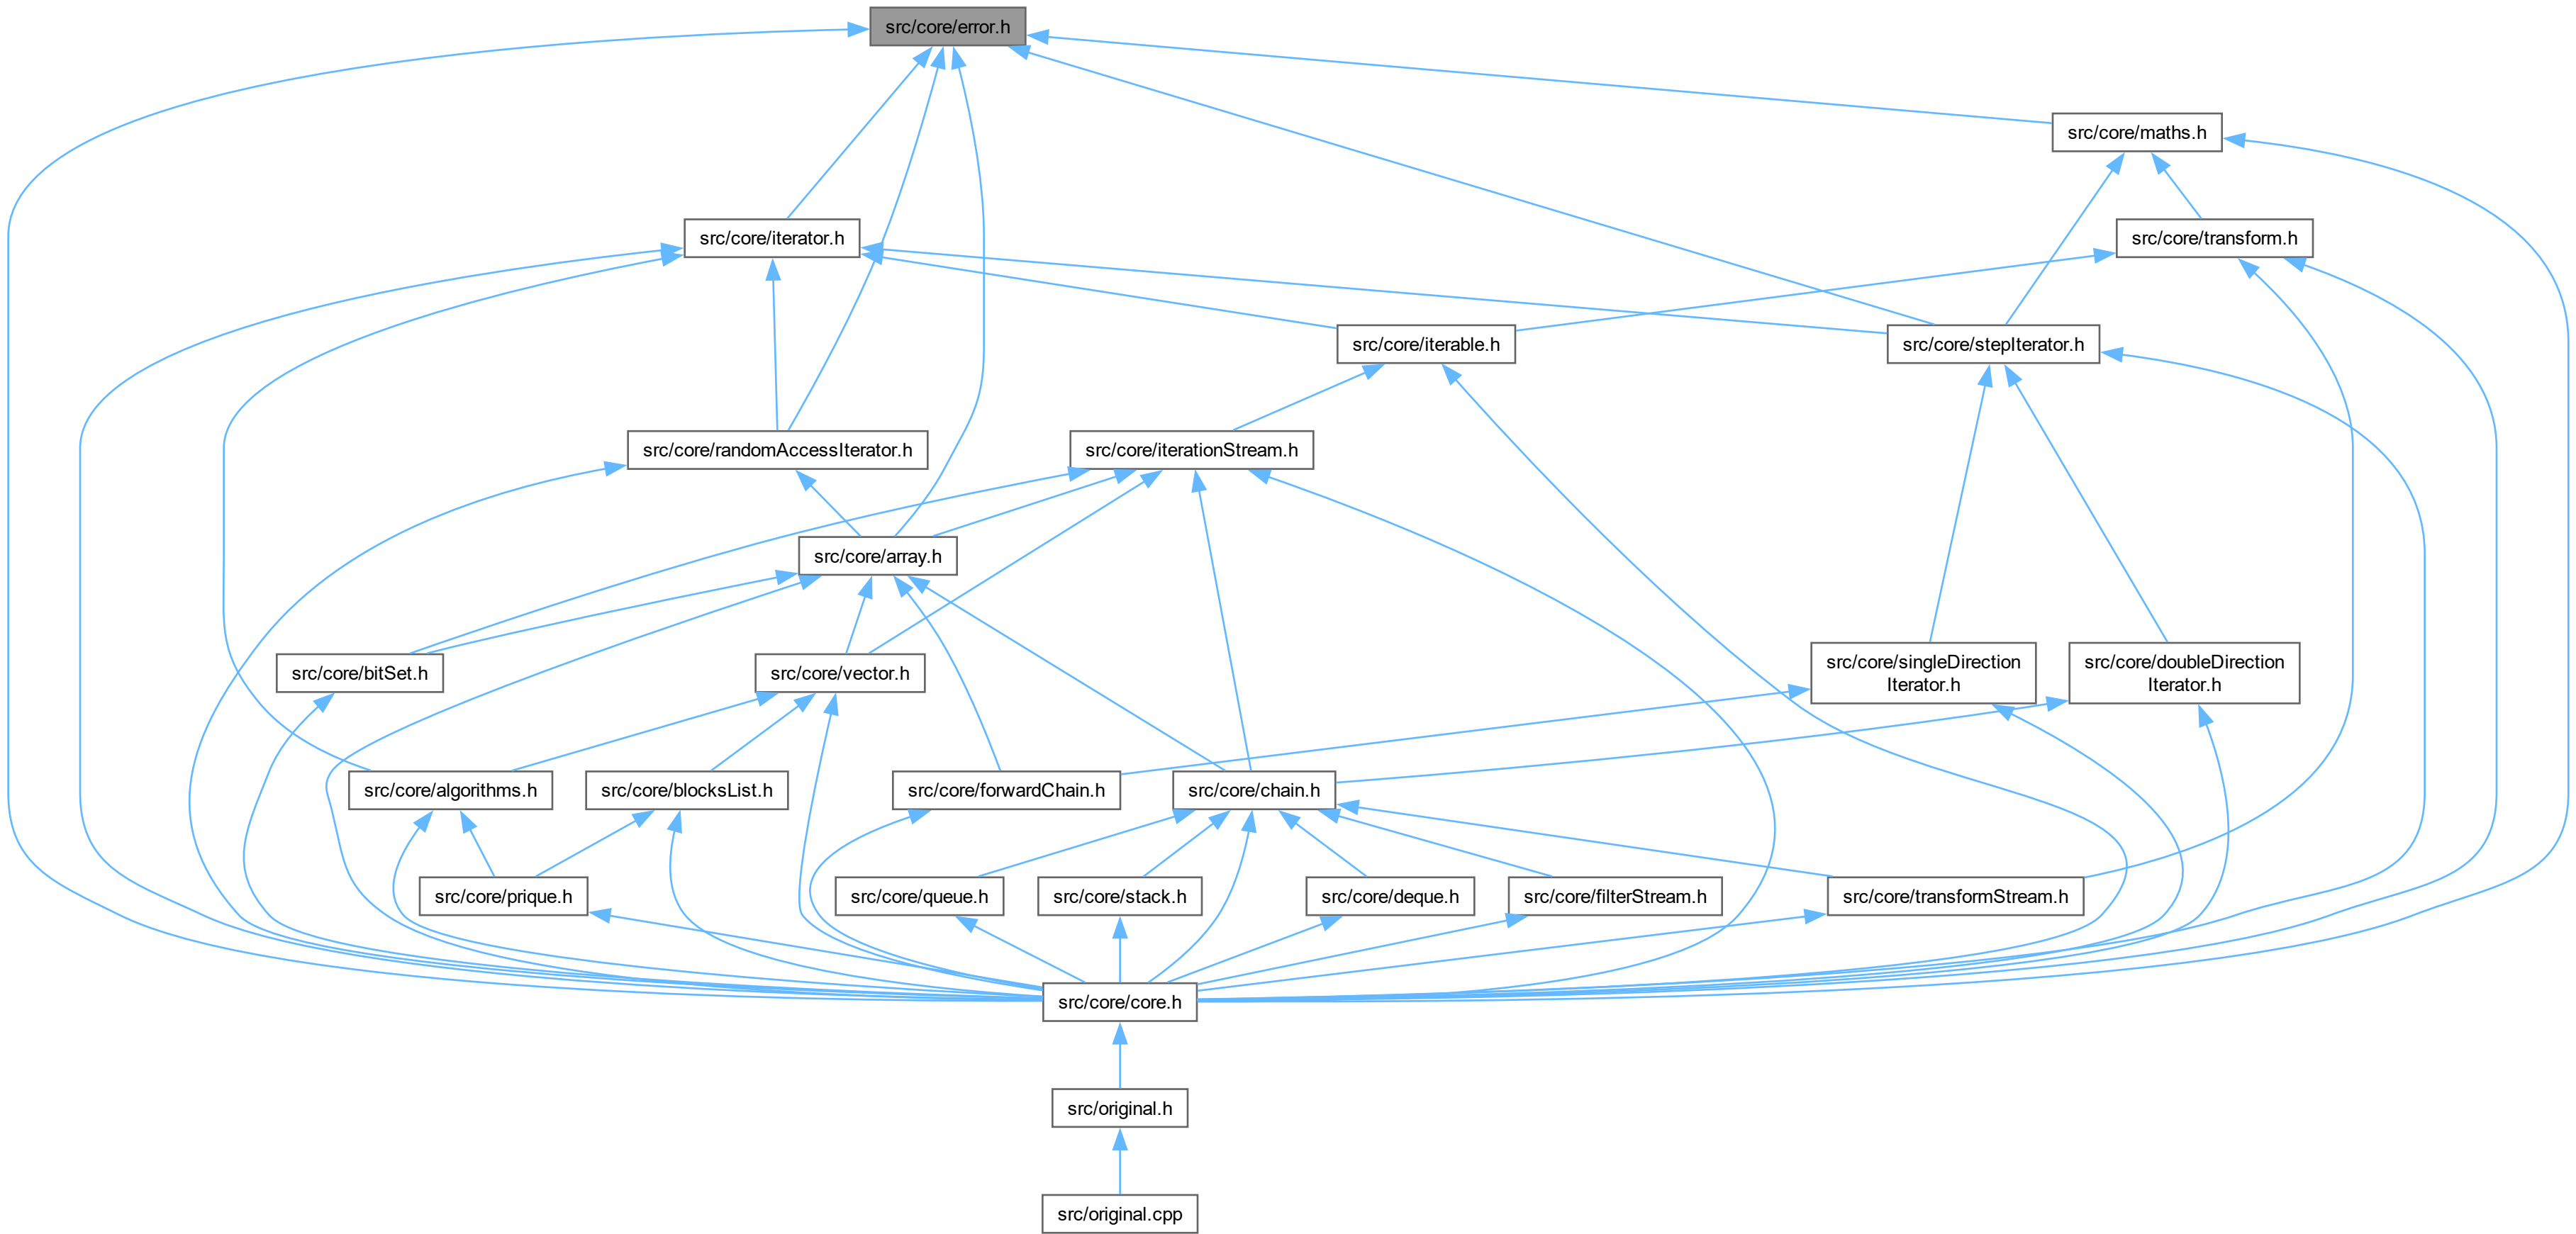 src/core/error.h
src/core/maths.h
src/core/iterator.h
src/core/transform.h
src/core/iterable.h
src/core/stepIterator.h
src/core/randomAccessIterator.h
src/core/iterationStream.h
src/core/array.h
src/core/bitSet.h
src/core/vector.h
src/core/singleDirection
Iterator.h
src/core/doubleDirection
Iterator.h
src/core/algorithms.h
src/core/blocksList.h
src/core/forwardChain.h
src/core/chain.h
src/core/prique.h
src/core/queue.h
src/core/stack.h
src/core/deque.h
src/core/filterStream.h
src/core/transformStream.h
src/core/core.h
src/original.h
src/original.cpp